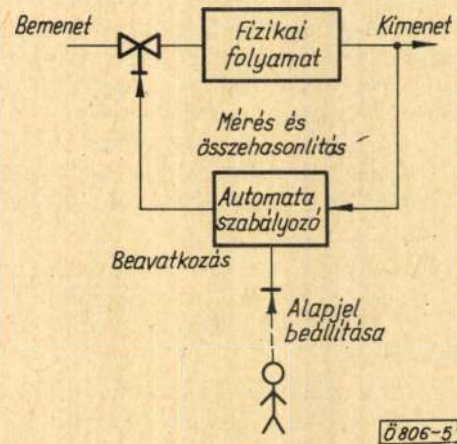 Bemenet
Fizikai
folyamat
Kimenet
Mérés és
összehasonlítás
Automata
szabályozó
Beavatkozás
Alapjel
beállítása
Ö806-5